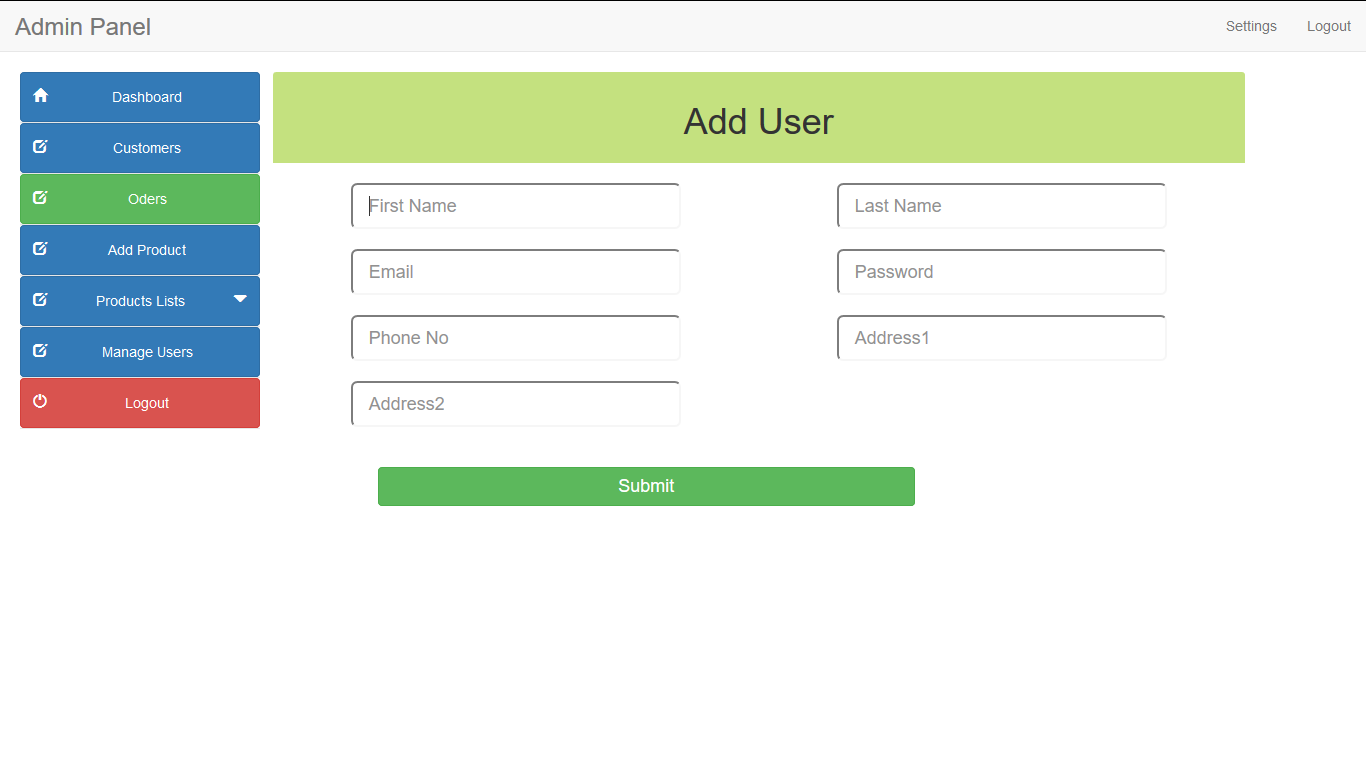 Admin Panel
Settings
Logout
Dashboard
Customers
Oders
Add Product
Products Lists
Manage Users
Logout
Add User
First Name
Last Name
Email
Password
Phone No
Address1
Address2
Submit